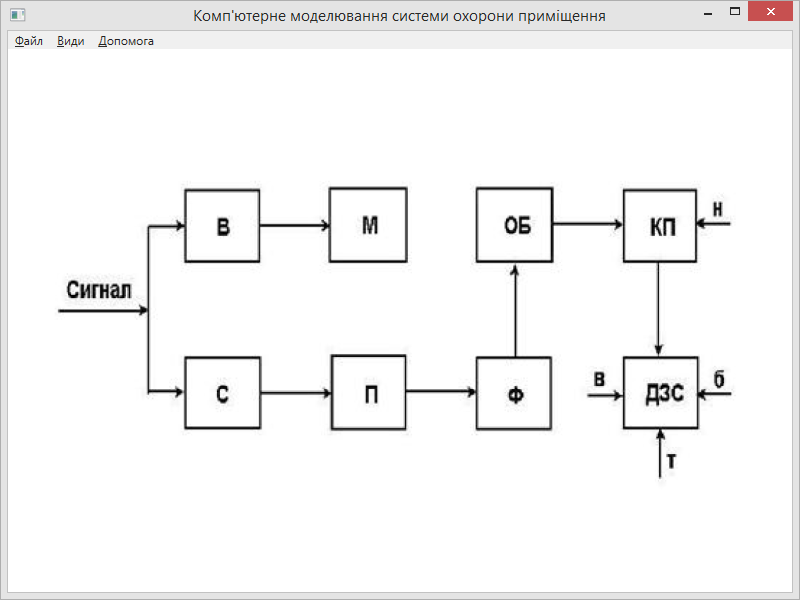 Комп'ютерне моделювання системи охорони приміщення
Файл Види Допомога
В М ОБ КП н
Сигнал
С П Ф в ДЗС б
т